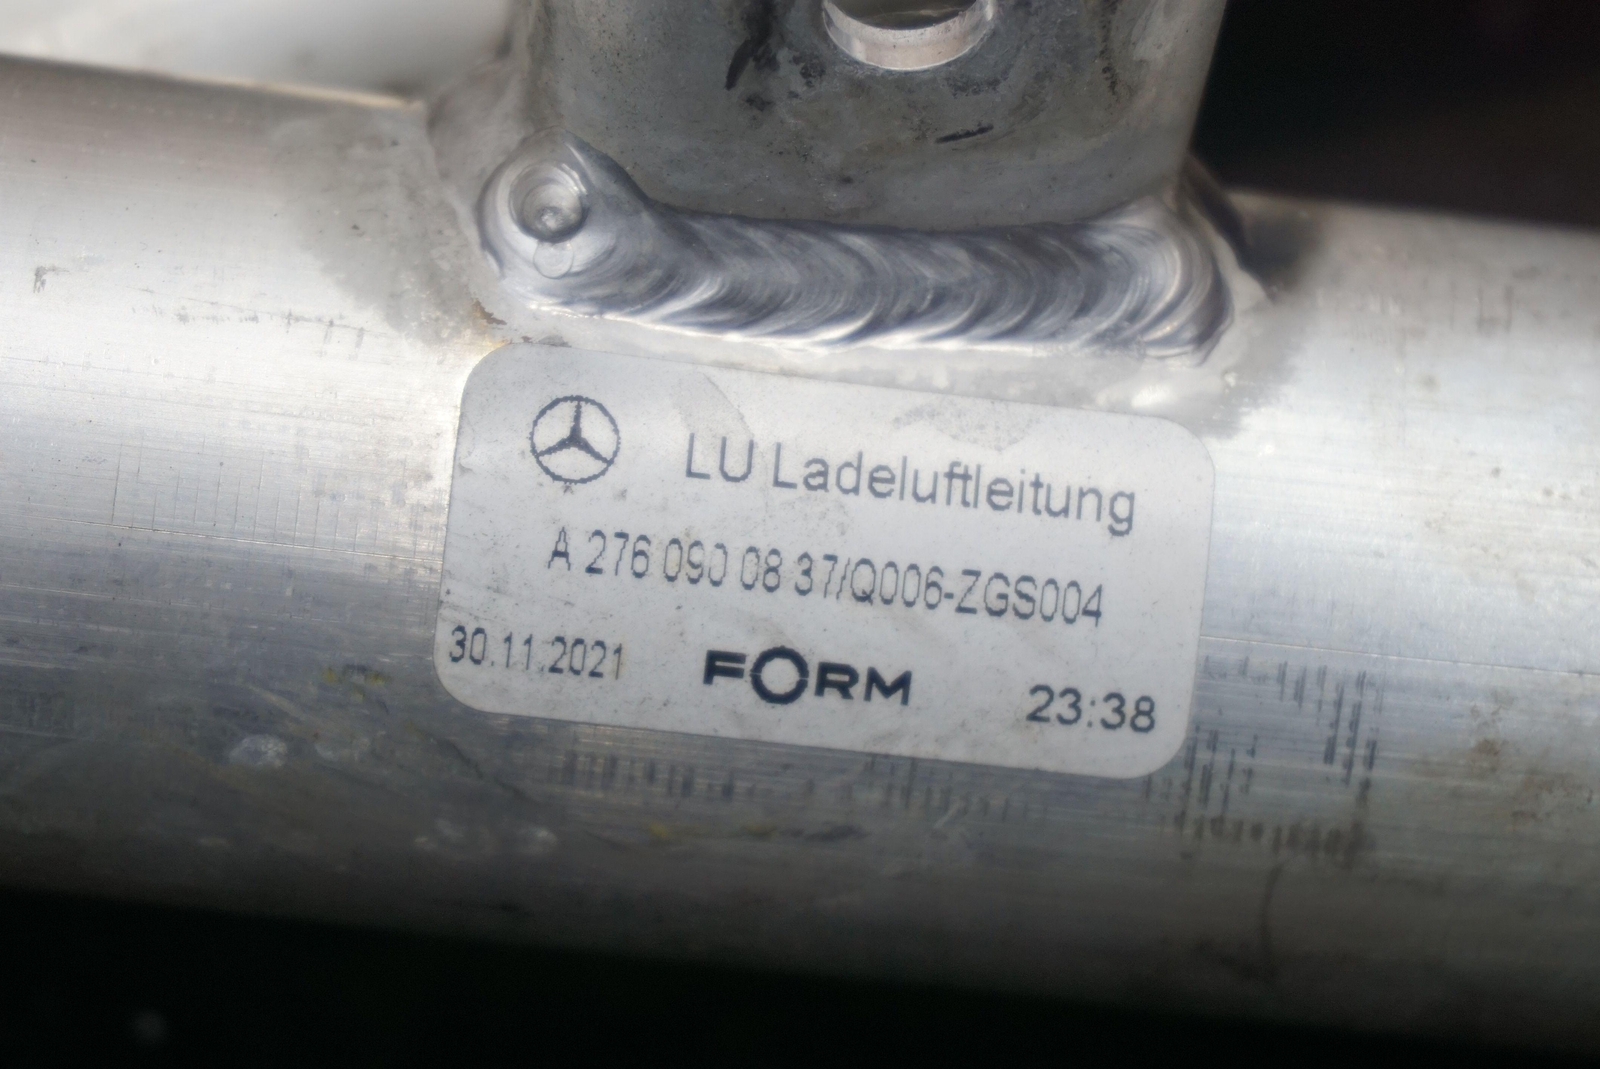 LU Ladeluftleitung
A 276 090 08 37/Q006-ZGS004
30.11.2021 FORM 23:38